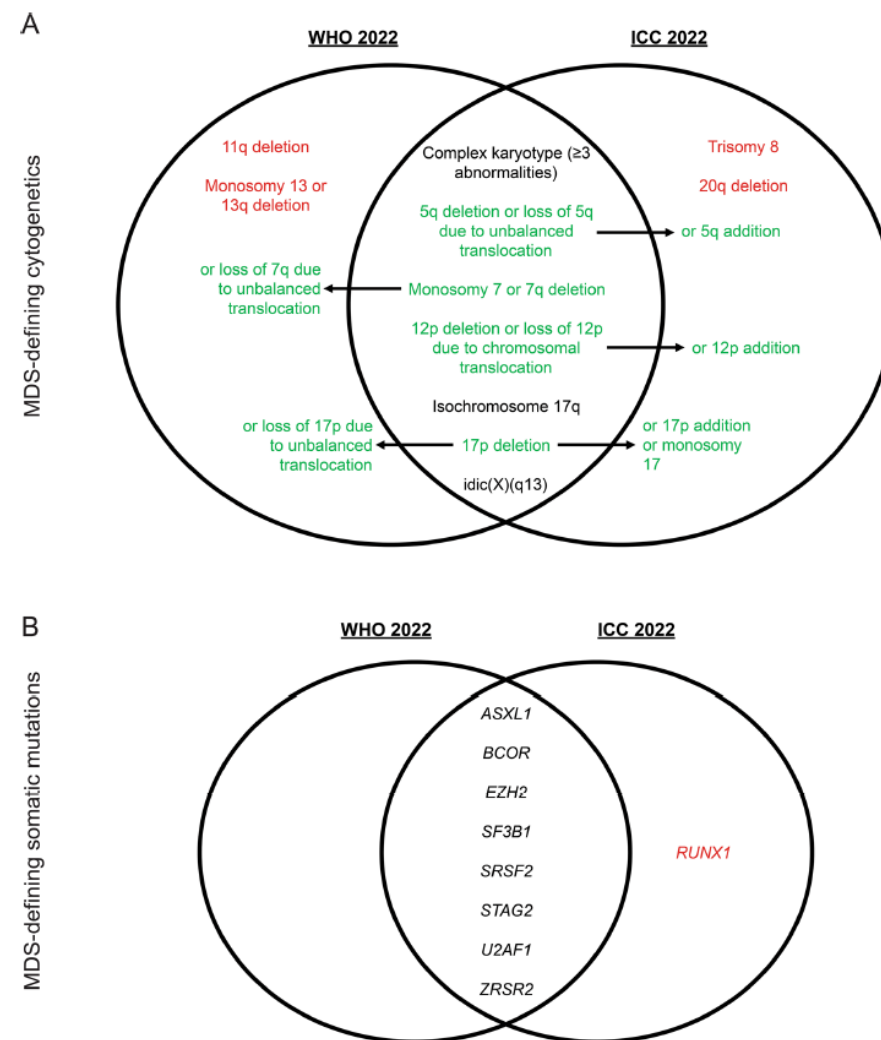 A
WHO 2022
ICC 2022
MDS-defining cytogenetics
11q deletion
Monosomy 13 or
13q deletion
or loss of 7q due
to unbalanced
translocation
or loss of 17p due
to unbalanced
translocation
Complex karyotype (≥3
abnormalities)
5q deletion or loss of 5q
due to unbalanced
translocation
Monosomy 7 or 7q deletion
12p deletion or loss of 12p
due to chromosomal
translocation
Isochromosome 17q
17p deletion
idic(X)(q13)
Trisomy 8
20q deletion
or 5q addition
or 12p addition
or 17p addition
or monosomy
17
B
WHO 2022
ICC 2022
MDS-defining somatic mutations
ASXL1
BCOR
EZH2
SF3B1
SRSF2
STAG2
U2AF1
ZRSR2
RUNX1